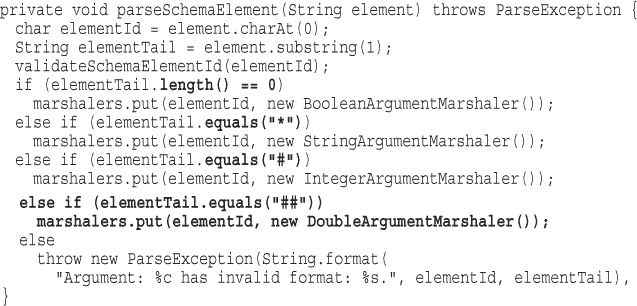 private void parseSchemaElement(String element) throws ParseException {
char elementId = element.charAt(0);
String elementTail = element.substring(1);
validateSchemaElementId(elementId);
if (elementTail.length() == 0)
marshalers.put(elementId, new BooleanArgumentMarshaler());
else if (elementTail.equals("*"))
marshalers.put(elementId, new StringArgumentMarshaler());
else if (elementTail.equals("#"))
marshalers.put(elementId, new IntegerArgumentMarshaler());
else if (elementTail.equals("##"))
marshalers.put(elementId, new DoubleArgumentMarshaler());
else
throw new ParseException(String.format(
"Argument: %c has invalid format: %s.", elementId, elementTail),
}